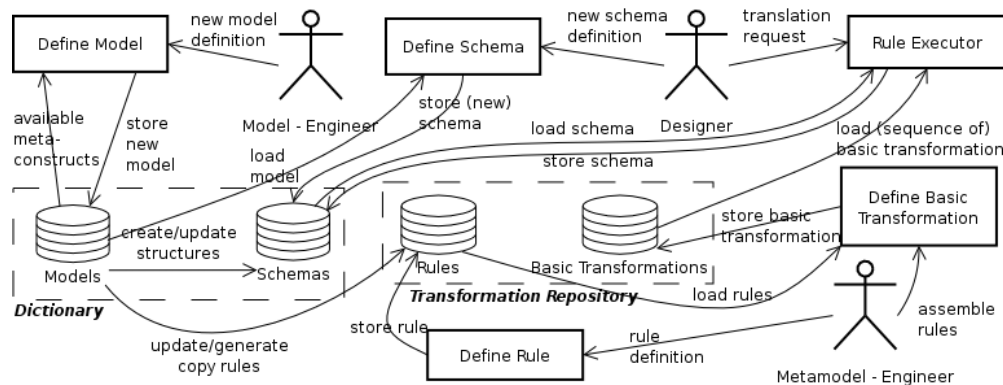 new model
definition
Define Model
new schema
definition
Define Schema
translation
request
Rule Executor
available
meta-
constructs
store
new
model
Model - Engineer
store (new)
schema
load
model
load schema
store schema
Designer
load (sequence of)
basic transformation
Define Basic
Transformation
store basic
transformation
create/update
structures
Models
Schemas
Rules
Basic Transformations
Dictionary
Transformation Repository
load rules
store rule
update/generate
copy rules
Define Rule
rule
definition
assemble
rules
Metamodel - Engineer